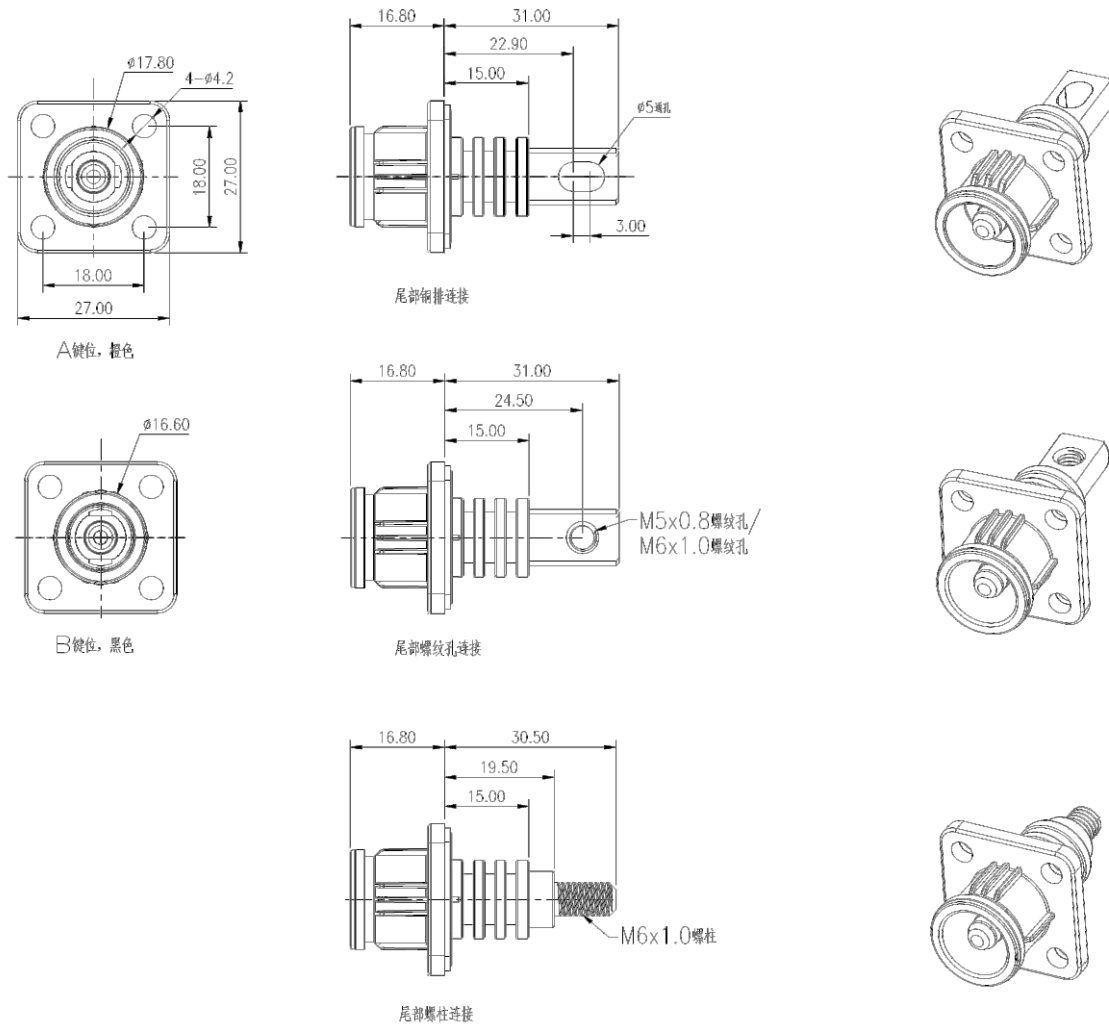 16.80
31.00
22.90
15.00
ø17.80
4-ø4.2
ø5通孔
18.00
27.00
3.00
18.00
27.00
尾部铜排连接
A键位，橙色
16.80
31.00
24.50
15.00
ø16.60
M5x0.8螺纹孔/
M6x1.0螺纹孔
B键位，黑色
尾部螺纹孔连接
16.80
30.50
19.50
15.00
M6x1.0螺柱
尾部螺柱连接